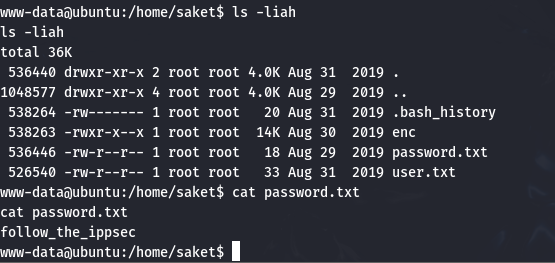 www-data@ubuntu:/home/saket$ ls -liah
ls -liah
total 36K
 536440 drwxr-xr-x 2 root root 4.0K Aug 31  2019 .
1048577 drwxr-xr-x 4 root root 4.0K Aug 29  2019 ..
 538264 -rw------- 1 root root   20 Aug 31  2019 .bash_history
 538263 -rwxr-x--x 1 root root  14K Aug 30  2019 enc
 536446 -rw-r--r-- 1 root root   18 Aug 29  2019 password.txt
 526540 -rw-r--r-- 1 root root   33 Aug 31  2019 user.txt
www-data@ubuntu:/home/saket$ cat password.txt
cat password.txt
follow_the_ippsec
www-data@ubuntu:/home/saket$